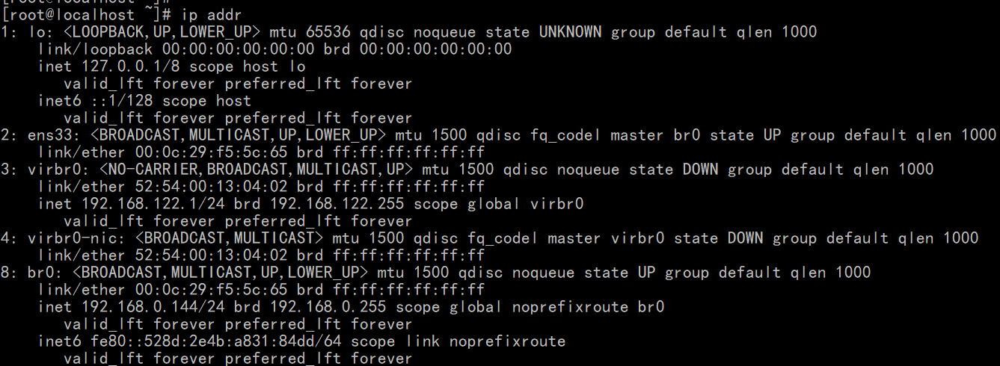 [root@localhost ~]#
[root@localhost ~]# ip addr
1: lo: <LOOPBACK,UP,LOWER_UP> mtu 65536 qdisc noqueue state UNKNOWN group default qlen 1000
    link/loopback 00:00:00:00:00:00 brd 00:00:00:00:00:00
    inet 127.0.0.1/8 scope host lo
       valid_lft forever preferred_lft forever
    inet6 ::1/128 scope host
       valid_lft forever preferred_lft forever
2: ens33: <BROADCAST,MULTICAST,UP,LOWER_UP> mtu 1500 qdisc fq_codel master br0 state UP group default qlen 1000
    link/ether 00:0c:29:f5:5c:65 brd ff:ff:ff:ff:ff:ff
3: virbr0: <NO-CARRIER,BROADCAST,MULTICAST,UP> mtu 1500 qdisc noqueue state DOWN group default qlen 1000
    link/ether 52:54:00:13:04:02 brd ff:ff:ff:ff:ff:ff
    inet 192.168.122.1/24 brd 192.168.122.255 scope global virbr0
       valid_lft forever preferred_lft forever
4: virbr0-nic: <BROADCAST,MULTICAST> mtu 1500 qdisc fq_codel master virbr0 state DOWN group default qlen 1000
    link/ether 52:54:00:13:04:02 brd ff:ff:ff:ff:ff:ff
8: br0: <BROADCAST,MULTICAST,UP,LOWER_UP> mtu 1500 qdisc noqueue state UP group default qlen 1000
    link/ether 00:0c:29:f5:5c:65 brd ff:ff:ff:ff:ff:ff
    inet 192.168.0.144/24 brd 192.168.0.255 scope global noprefixroute br0
       valid_lft forever preferred_lft forever
    inet6 fe80::528d:2e4b:a831:84dd/64 scope link noprefixroute
       valid_lft forever preferred_lft forever